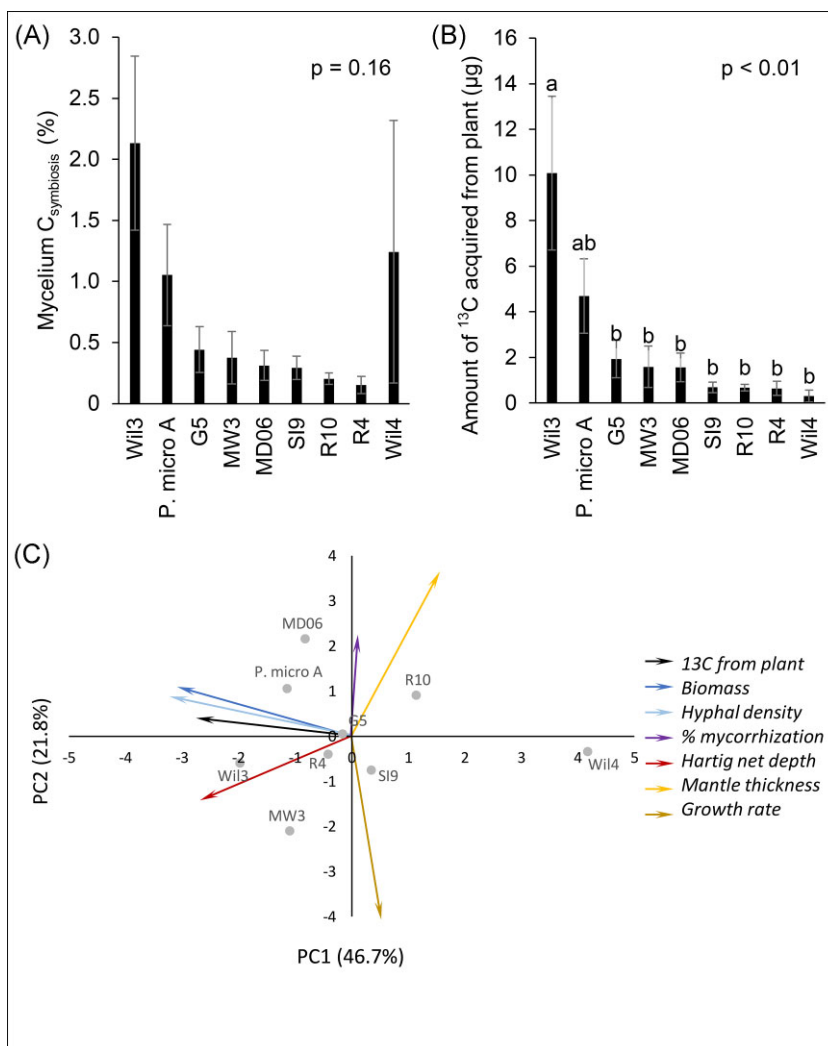 (A)
p = 0.16
Mycelium Csymbiosis (%)
3.0
2.5
2.0
1.5
1.0
0.5
0
Wil3
P. micro A
G5
MW3
MD06
SI9
R10
R4
Wil4
(B)
p < 0.01
Amount of 13C acquired from plant (µg)
16
14
12
10
8
6
4
2
0
a
ab
b
b
b
b
b
b
b
Wil3
P. micro A
G5
MW3
MD06
SI9
R10
R4
Wil4
(C)
PC2 (21.8%)
4
3
2
1
0
-1
-2
-3
-4
-5
-4
-3
-2
-1
0
1
2
3
4
5
MD06
P. micro A
R10
G5
R4
Wil3
SI9
Wil4
MW3
PC1 (46.7%)
13C from plant
Biomass
Hyphal density
% mycorrhization
Hartig net depth
Mantle thickness
Growth rate